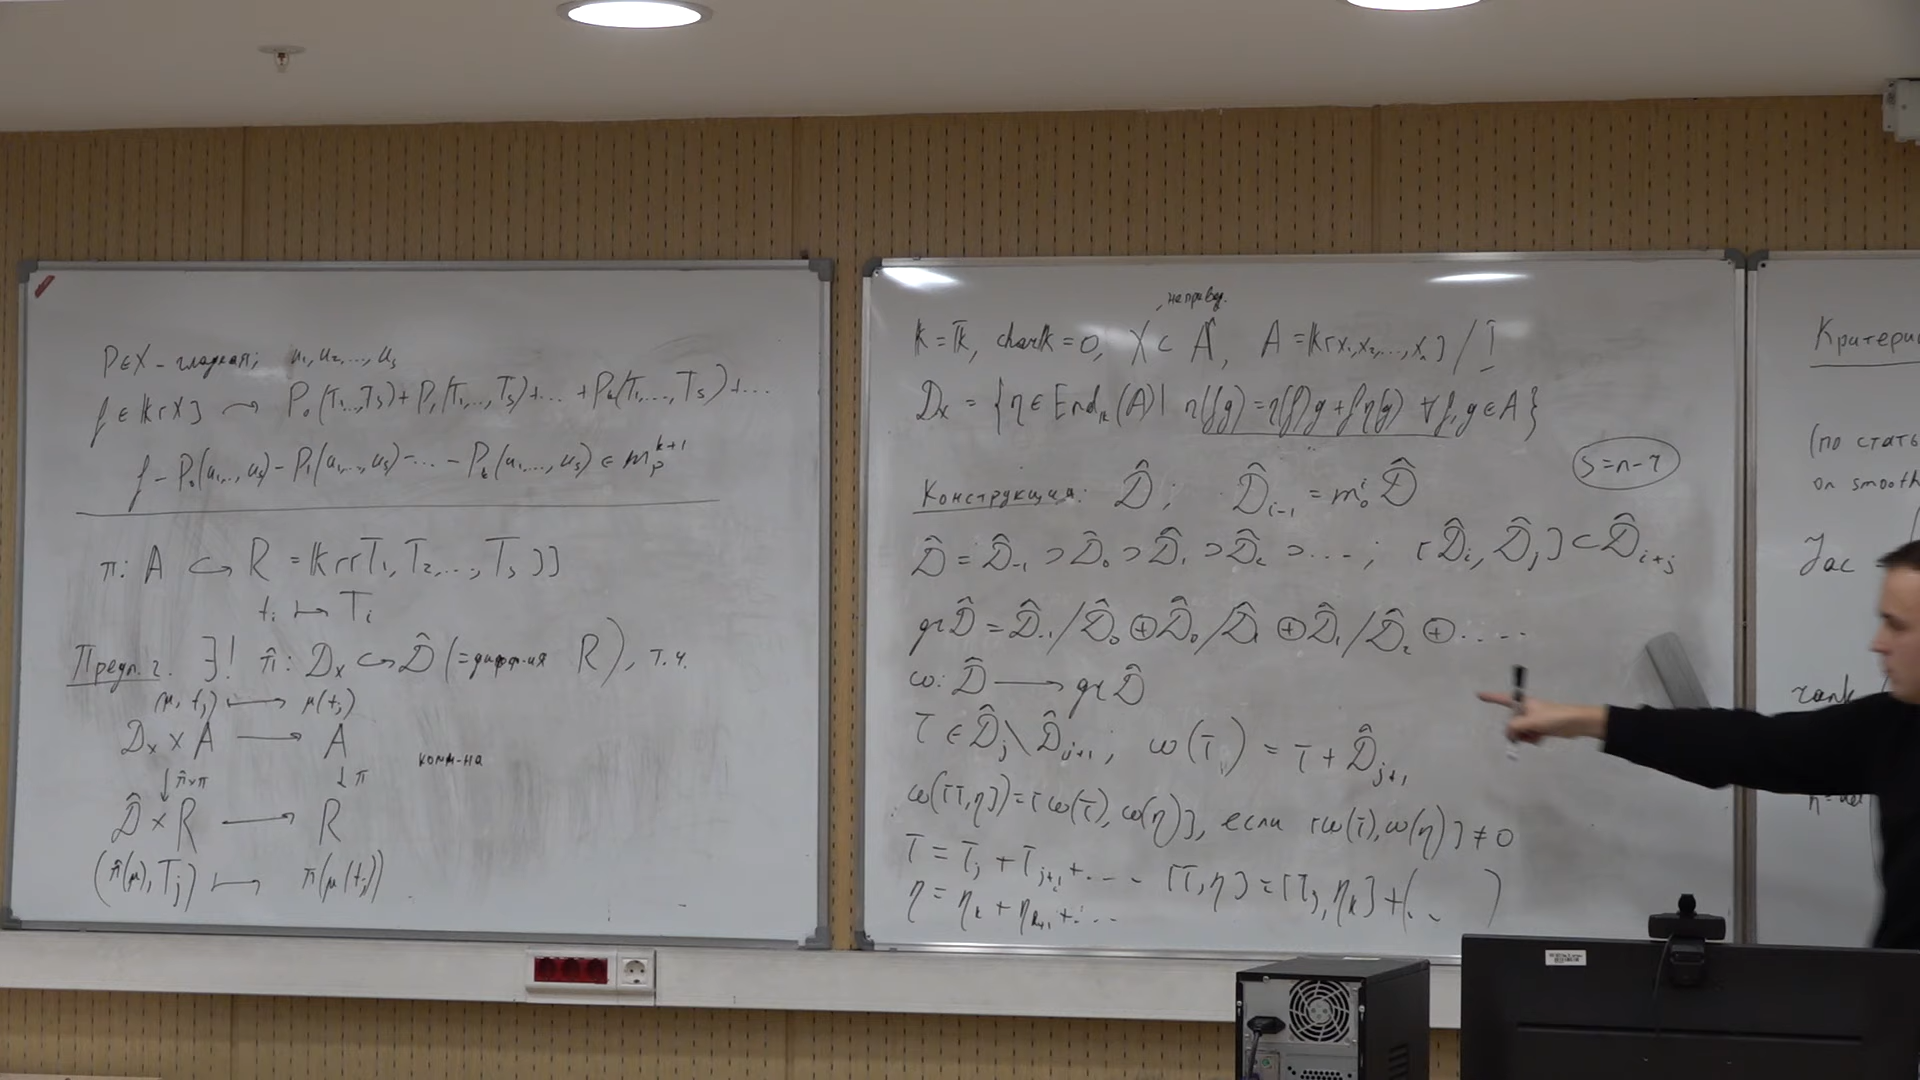 P ∈ X – гладкая; u₁, u₂, ..., u_s
f ∈ 𝕜[X] ⇝ P₀(T₁,..,T_s) + P₁(T₁,..,T_s) + ... + P_k(T₁,...,T_s) + ...
f – P₀(u₁,..,u_s) – P₁(u₁,...,u_s) – ... – P_k(u₁,...,u_s) ∈ m_P^{k+1}
π: A ↪ R = 𝕜[[T₁, T₂, ..., T_s]]
t_i ↦ T_i
Предл. 2. ∃! π̂: D_X ↪ D̂ (= дифф-ия R), т.ч.
(μ, t_j) ↦ μ(t_j)
D_X × A → A
↓ π̂×π ↓ π комм-на
D̂ × R → R
(π̂(μ), T_j) ↦ π(μ(t_j))
неприв.
𝕜 = 𝕜̄, char 𝕜 = 0, X ⊂ 𝔸ⁿ, A = 𝕜[x₁, x₂, ..., x_n] / I
D_X = {η ∈ End_𝕜(A) | η(fg) = η(f)g + fη(g) ∀ f, g ∈ A}
s = n – r
Конструкция: D̂; D̂_{i-1} = m₀^i D̂
D̂ = D̂₋₁ ⊃ D̂₀ ⊃ D̂₁ ⊃ D̂₂ ⊃ ...; [D̂_i, D̂_j] ⊂ D̂_{i+j}
gr D̂ = D̂₋₁/D̂₀ ⊕ D̂₀/D̂₁ ⊕ D̂₁/D̂₂ ⊕ ....
ω: D̂ → gr D̂
τ ∈ D̂_j \ D̂_{j+1}; ω(τ) = τ + D̂_{j+1}
ω([τ, η]) = [ω(τ), ω(η)], если [ω(τ), ω(η)] ≠ 0
τ = τ_j + τ_{j+1} + .... [τ, η] = [τ_j, η_k] + (... )
η = η_k + η_{k+1} + ...
Критери
(по стать
on smooth
Jac =
rank